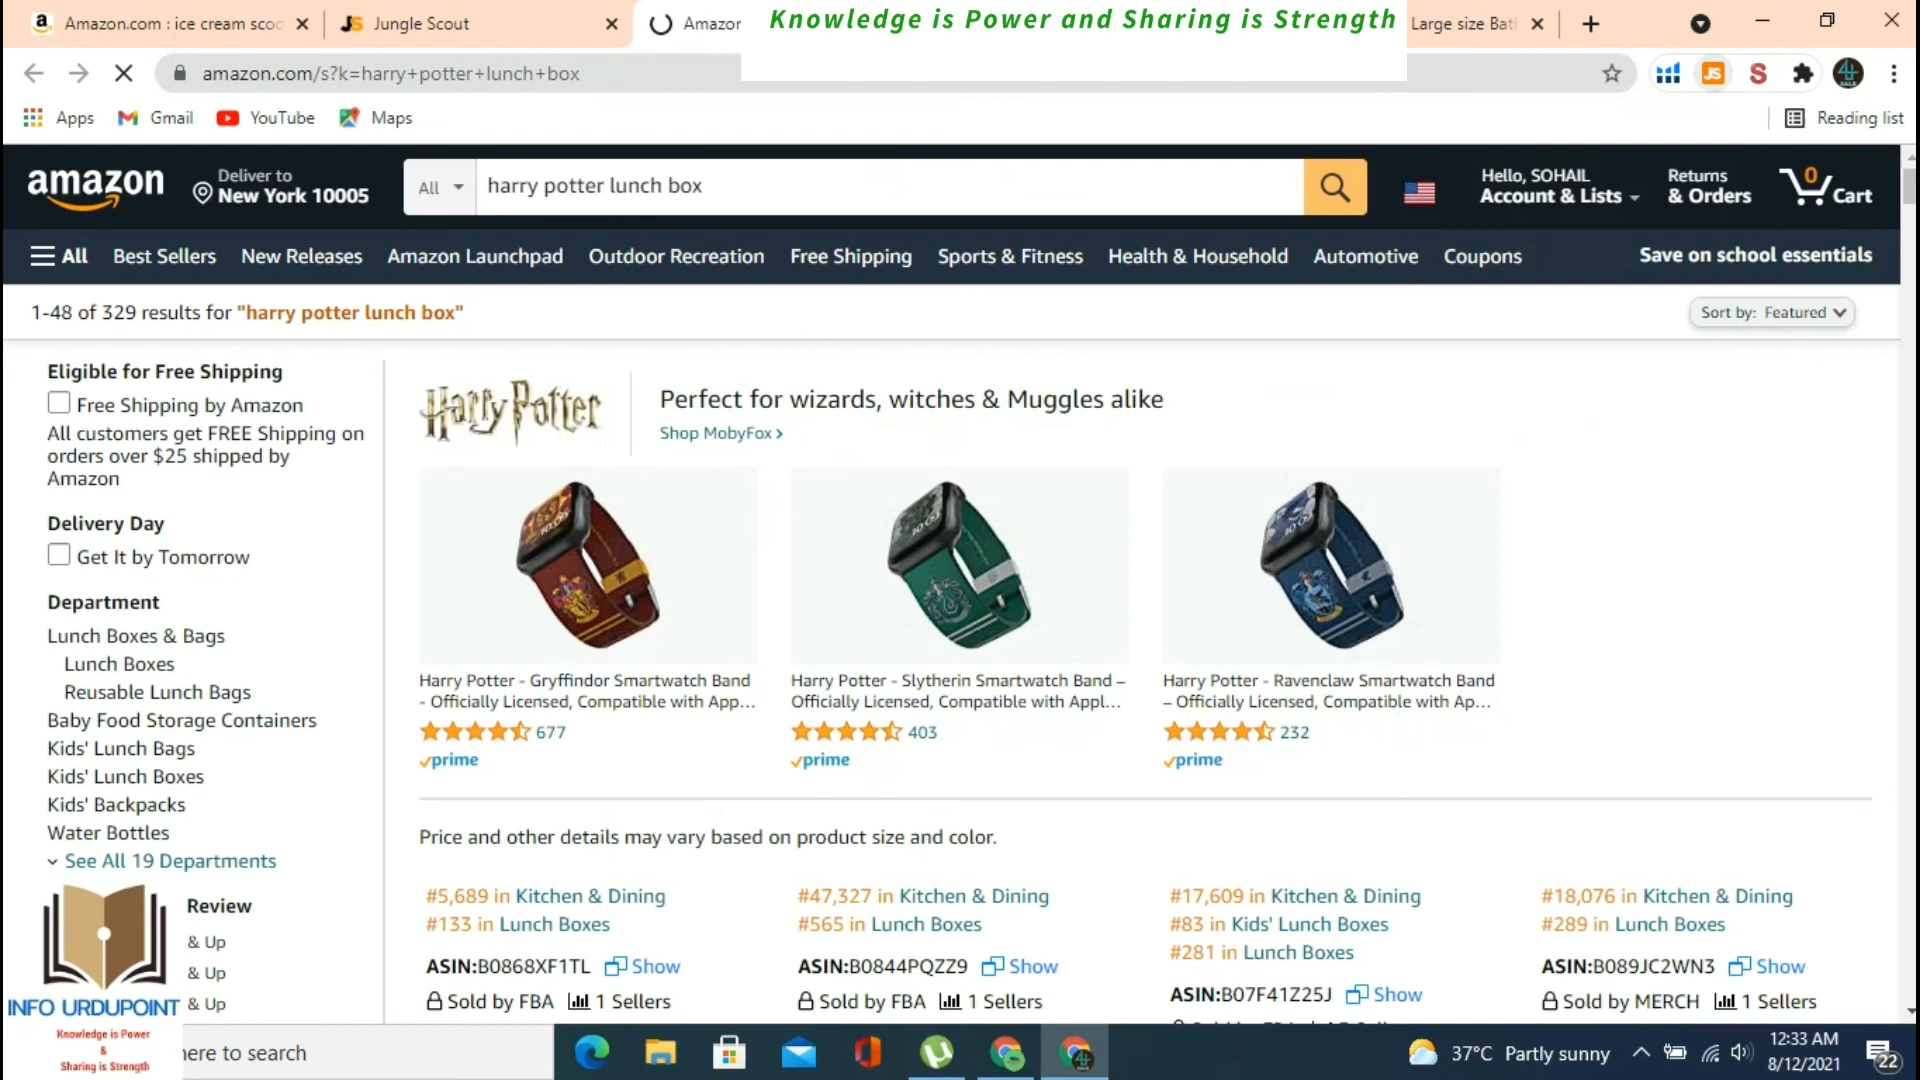 Amazon.com : ice cream scoo
Jungle Scout
Amazon
Knowledge is Power and Sharing is Strength
Large size Bat
amazon.com/s?k=harry+potter+lunch+box
JS
S
Apps
Gmail
YouTube
Maps
Reading list
amazon
Deliver to
New York 10005
All
harry potter lunch box
Hello, SOHAIL
Account & Lists
Returns
& Orders
0
Cart
All
Best Sellers
New Releases
Amazon Launchpad
Outdoor Recreation
Free Shipping
Sports & Fitness
Health & Household
Automotive
Coupons
Save on school essentials
1-48 of 329 results for "harry potter lunch box"
Sort by: Featured
Eligible for Free Shipping
Free Shipping by Amazon
All customers get FREE Shipping on
orders over $25 shipped by
Amazon
Delivery Day
Get It by Tomorrow
Department
Lunch Boxes & Bags
Lunch Boxes
Reusable Lunch Bags
Baby Food Storage Containers
Kids' Lunch Bags
Kids' Lunch Boxes
Kids' Backpacks
Water Bottles
See All 19 Departments
Review
& Up
& Up
& Up
Harry Potter
Perfect for wizards, witches & Muggles alike
Shop MobyFox ›
Harry Potter - Gryffindor Smartwatch Band
- Officially Licensed, Compatible with App…
677
prime
Harry Potter - Slytherin Smartwatch Band –
Officially Licensed, Compatible with Appl…
403
prime
Harry Potter - Ravenclaw Smartwatch Band
– Officially Licensed, Compatible with Ap…
232
prime
Price and other details may vary based on product size and color.
#5,689 in Kitchen & Dining
#133 in Lunch Boxes
ASIN:B0868XF1TL Show
Sold by FBA 1 Sellers
#47,327 in Kitchen & Dining
#565 in Lunch Boxes
ASIN:B0844PQZZ9 Show
Sold by FBA 1 Sellers
#17,609 in Kitchen & Dining
#83 in Kids' Lunch Boxes
#281 in Lunch Boxes
ASIN:B07F41Z25J Show
#18,076 in Kitchen & Dining
#289 in Lunch Boxes
ASIN:B089JC2WN3 Show
Sold by MERCH 1 Sellers
INFO URDUPOINT
Knowledge is Power
&
Sharing is Strength
here to search
37°C Partly sunny
12:33 AM
8/12/2021
22